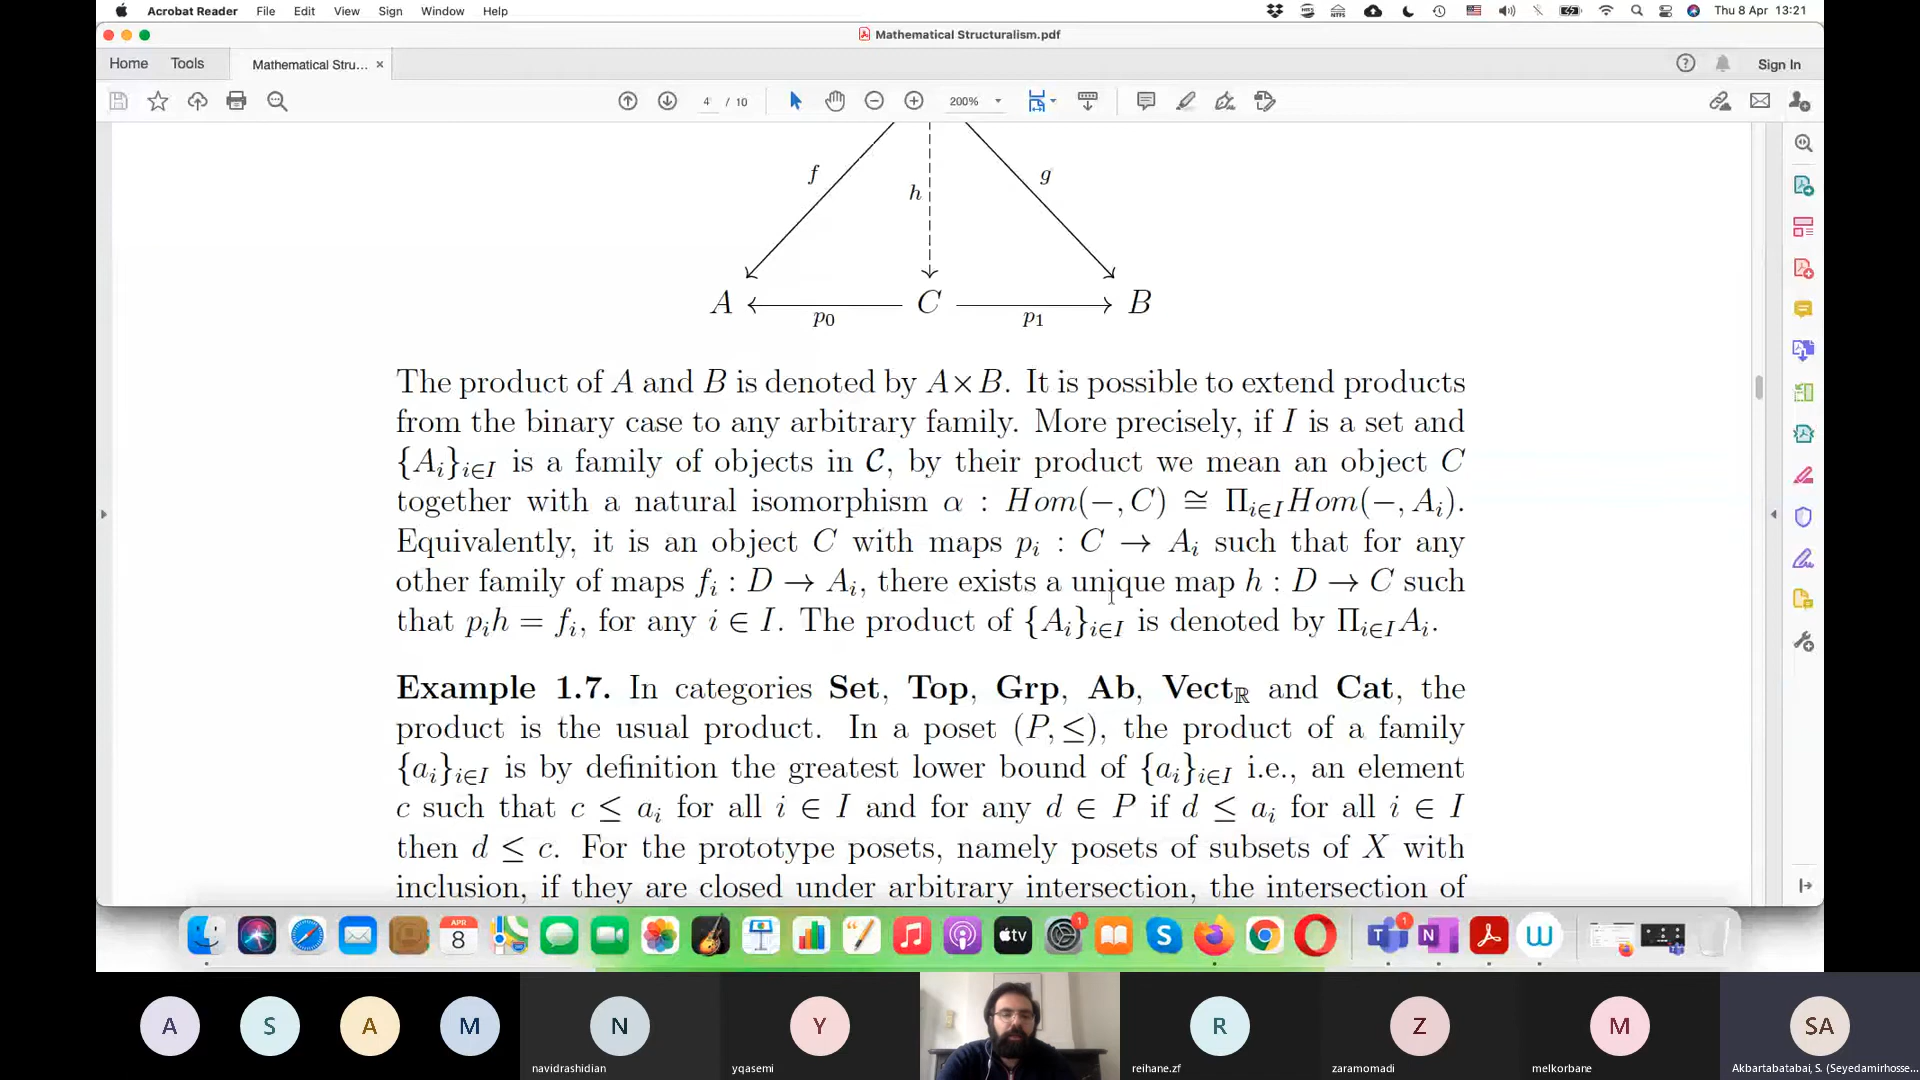 Acrobat Reader File Edit View Sign Window Help Thu 8 Apr 13:21
Mathematical Structuralism.pdf
Home Tools Mathematical Stru... × Sign In
4 / 10 200%
f
h
g
A C B
p₀ p₁
The product of A and B is denoted by A×B. It is possible to extend products
from the binary case to any arbitrary family. More precisely, if I is a set and
{Aᵢ}ᵢ∈I is a family of objects in 𝒞, by their product we mean an object C
together with a natural isomorphism α : Hom(−, C) ≅ Πᵢ∈I Hom(−, Aᵢ).
Equivalently, it is an object C with maps pᵢ : C → Aᵢ such that for any
other family of maps fᵢ : D → Aᵢ, there exists a unique map h : D → C such
that pᵢh = fᵢ, for any i ∈ I. The product of {Aᵢ}ᵢ∈I is denoted by Πᵢ∈I Aᵢ.
Example 1.7. In categories Set, Top, Grp, Ab, Vectℝ and Cat, the
product is the usual product. In a poset (P, ≤), the product of a family
{aᵢ}ᵢ∈I is by definition the greatest lower bound of {aᵢ}ᵢ∈I i.e., an element
c such that c ≤ aᵢ for all i ∈ I and for any d ∈ P if d ≤ aᵢ for all i ∈ I
then d ≤ c. For the prototype posets, namely posets of subsets of X with
inclusion, if they are closed under arbitrary intersection, the intersection of
APR
8
tv
1
1
A S A M N Y R Z M SA
navidrashidian yqasemi reihane.zf zaramomadi melkorbane Akbartabatabai, S. (Seyedamirhosse...